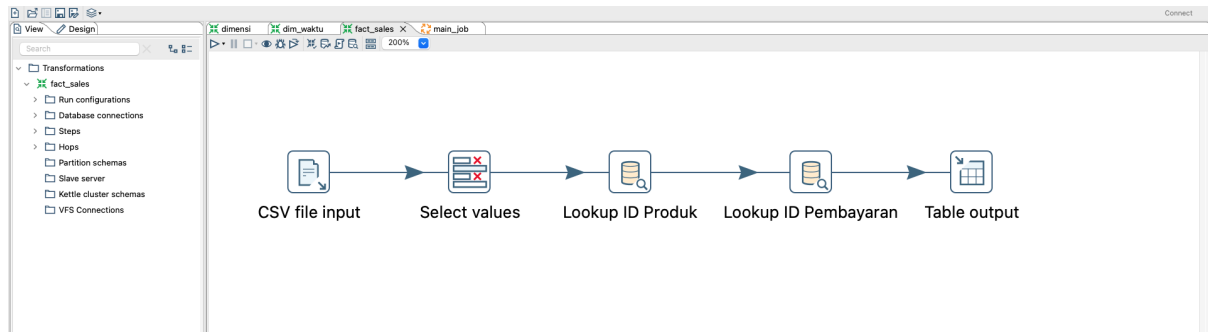 Connect
View Design
dimensi dim_waktu fact_sales main_job
Search
200%
Transformations
fact_sales
Run configurations
Database connections
Steps
Hops
Partition schemas
Slave server
Kettle cluster schemas
VFS Connections
CSV file input Select values Lookup ID Produk Lookup ID Pembayaran Table output